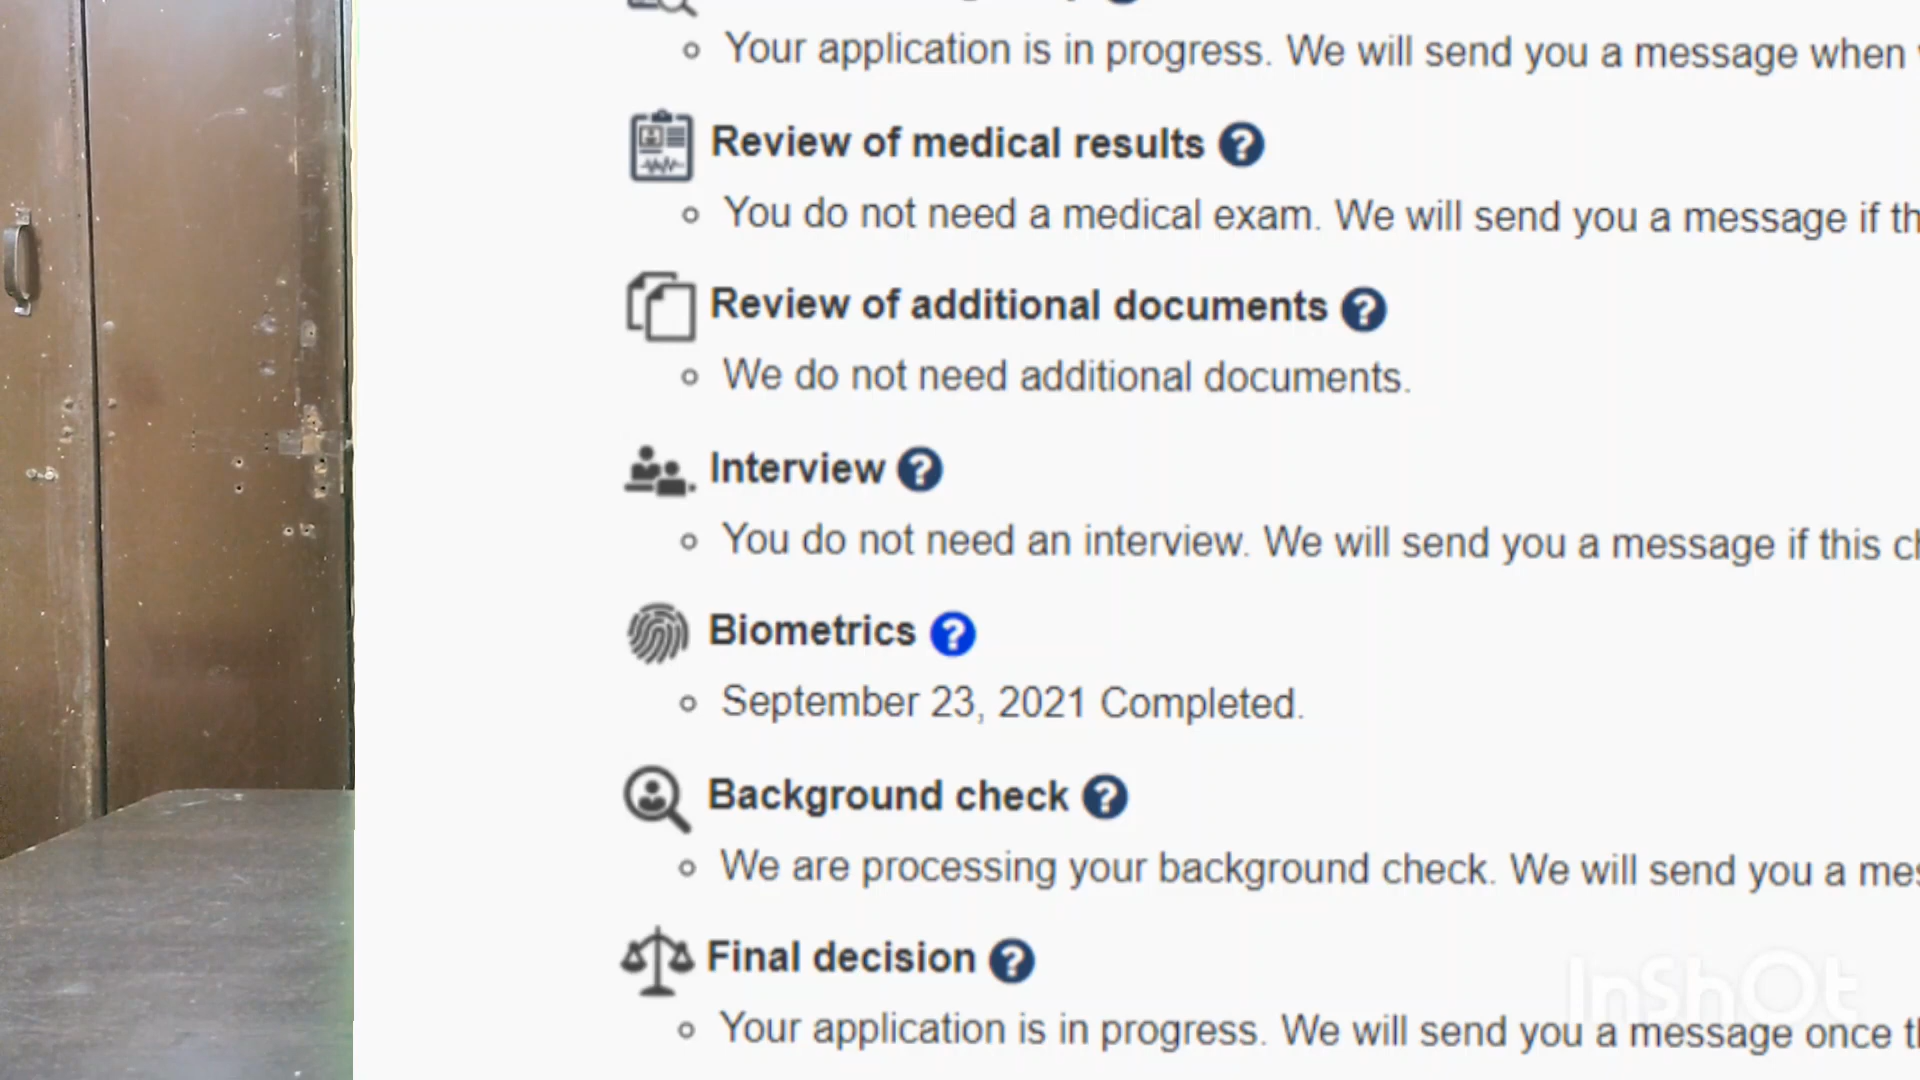 Your application is in progress. We will send you a message when
Review of medical results ?
You do not need a medical exam. We will send you a message if th
Review of additional documents ?
We do not need additional documents.
Interview ?
You do not need an interview. We will send you a message if this ch
Biometrics ?
September 23, 2021 Completed.
Background check ?
We are processing your background check. We will send you a mes
Final decision ?
Your application is in progress. We will send you a message once th
InShOt